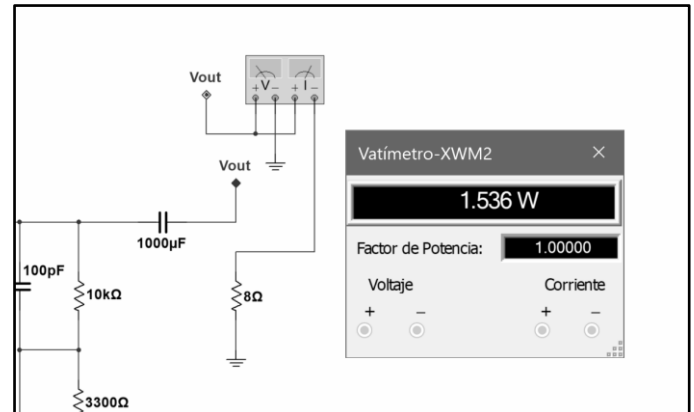 Vout
+ V - + I -
Vout
1000µF
100pF
10kΩ
8Ω
3300Ω
Vatímetro-XWM2 ×
1.536 W
Factor de Potencia: 1.00000
Voltaje Corriente
+ − + −